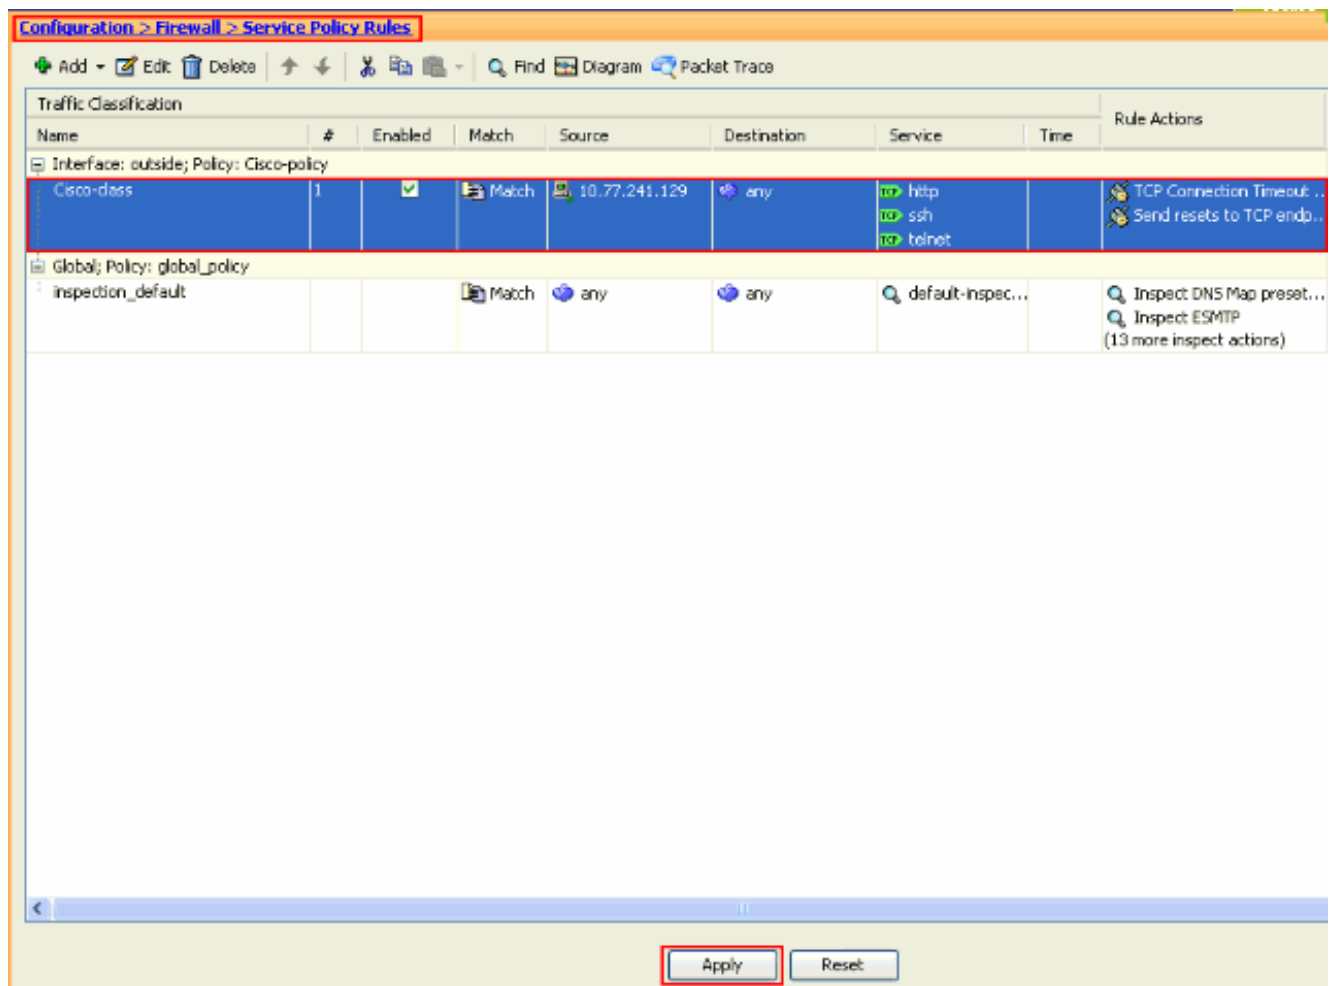 Configuration > Firewall > Service Policy Rules
Add Edit Delete Find Diagram Packet Trace
Traffic Classification
Rule Actions
Name # Enabled Match Source Destination Service Time
Interface: outside; Policy: Cisco-policy
Cisco-class 1 Match 10.77.241.129 any TCP http TCP Connection Timeout ..
TCP ssh Send resets to TCP endp..
TCP telnet
Global; Policy: global_policy
inspection_default Match any any default-inspec... Inspect DNS Map preset...
Inspect ESMTP
(13 more inspect actions)
Apply Reset